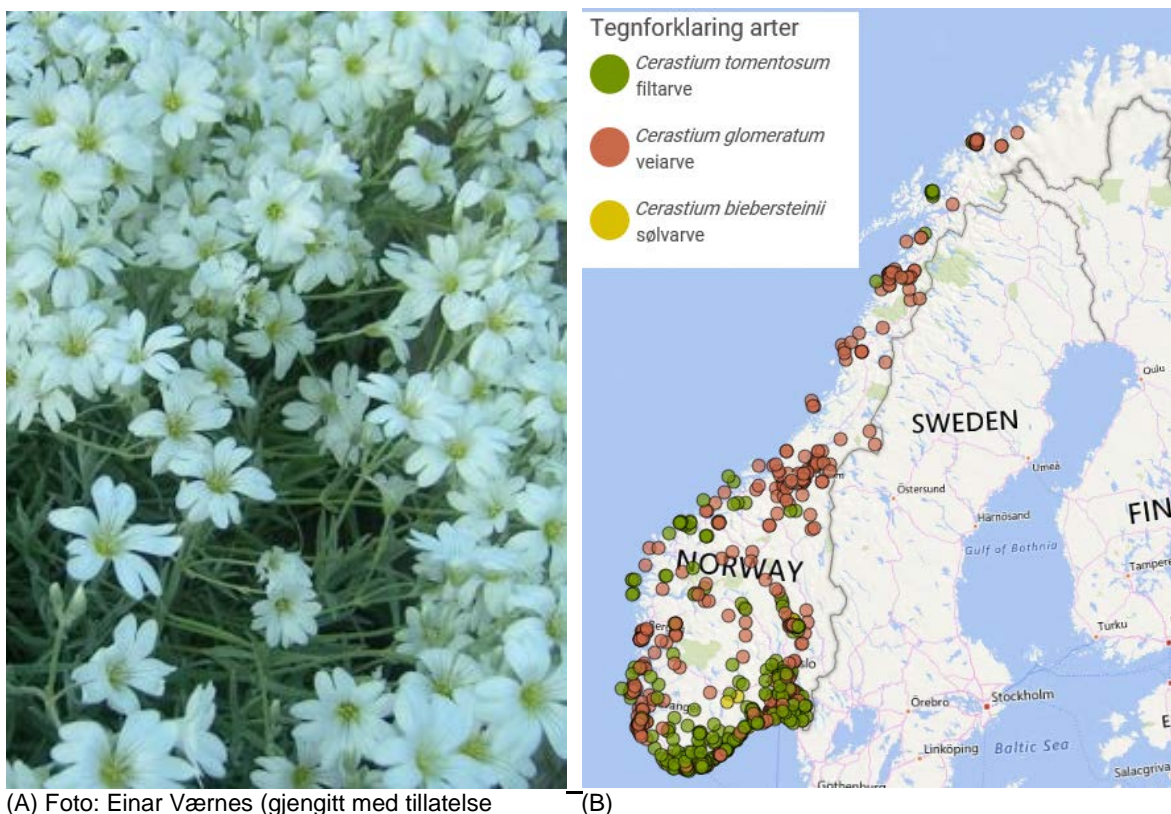 Tegnforklaring arter
Cerastium tomentosum
filtarve
Cerastium glomeratum
veiarve
Cerastium biebersteinii
sølvarve
Oulu
SWEDEN
Umeå
Östersund
Härnösand
FIN
Gulf of Bothnia
Tampere
NORWAY
Turku
slo
Örebro
Stockholm
Linköping
Baltic Sea
Salacgriva
Gothenburg
(A) Foto: Einar Værnes (gjengitt med tillatelse
(B)